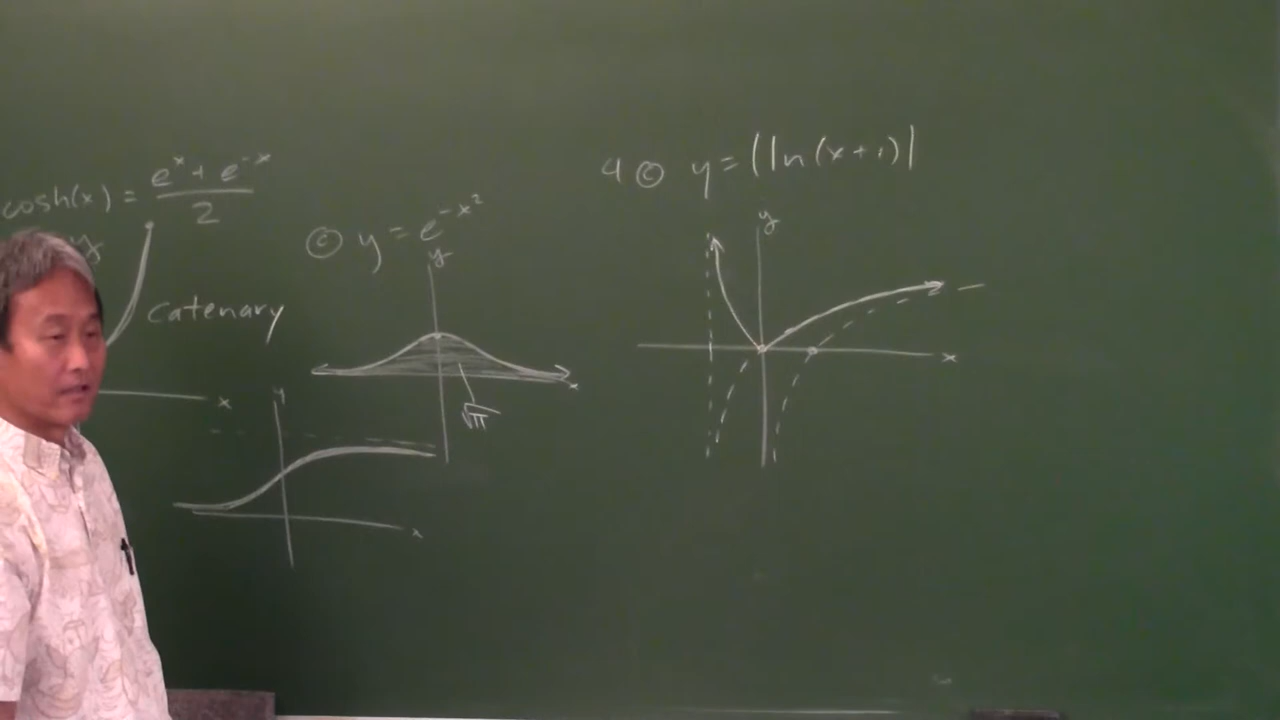 cosh(x) = (e^x + e^-x)/2
y
catenary
x
ⓒ y = e^-x²
y
x
√π
y
x
4 ⓒ y = |ln(x+1)|
y
x